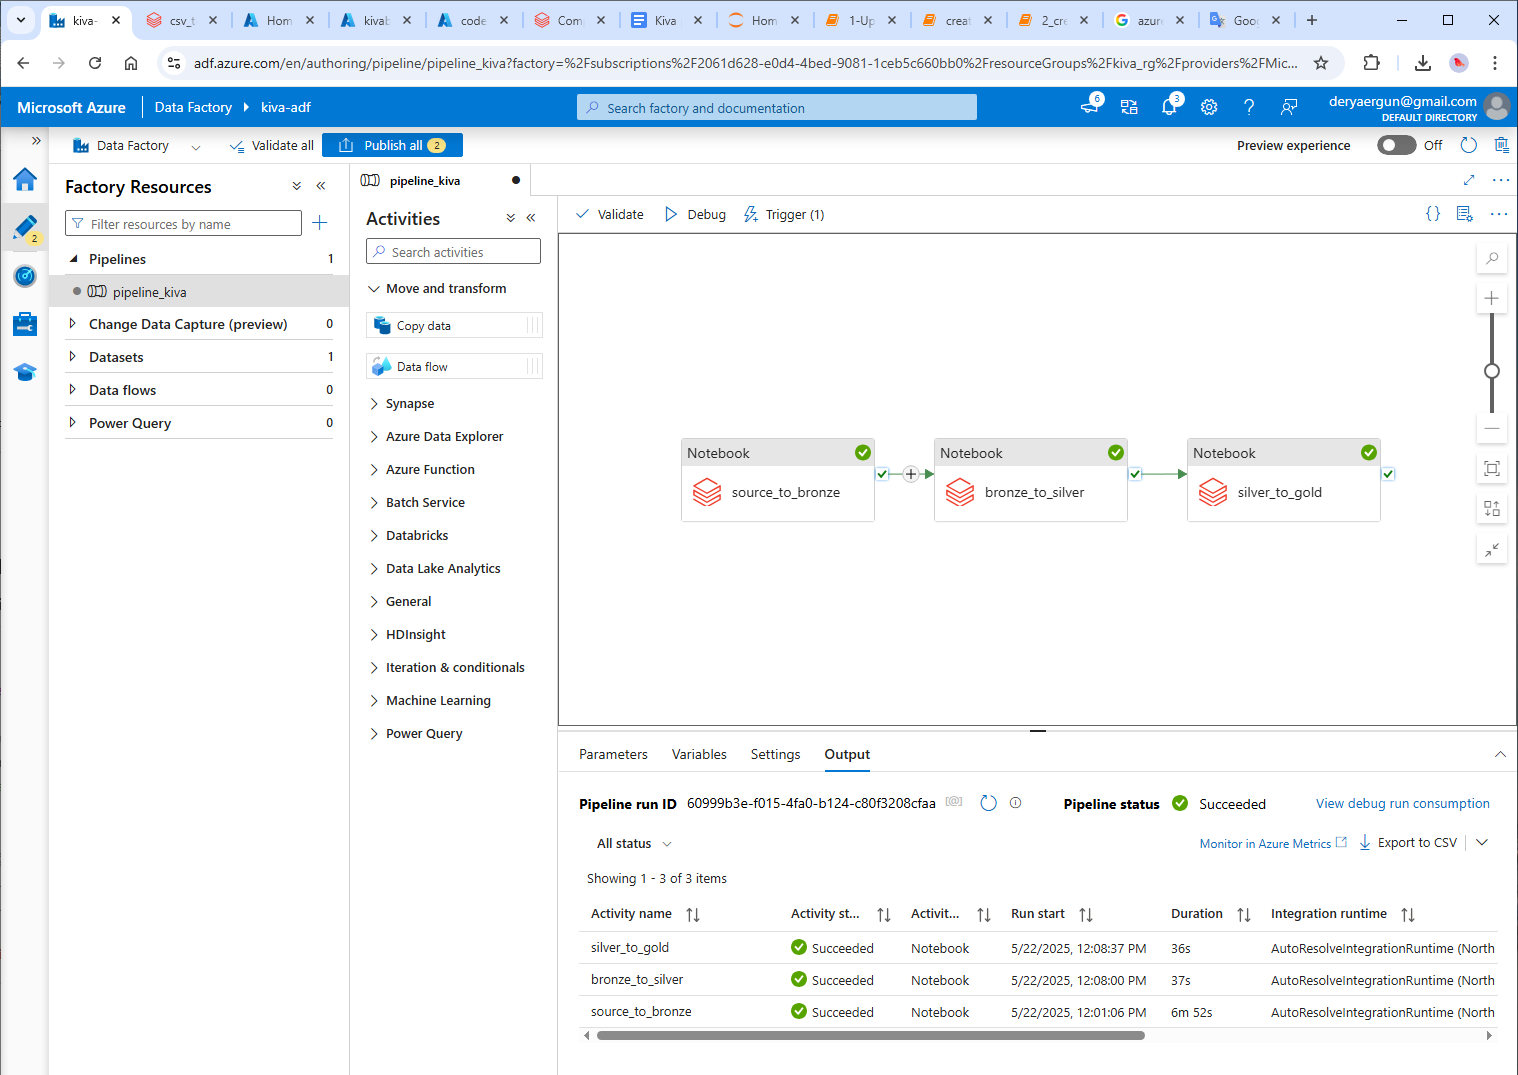 kiva-
csv_t
Hom
kivab
code
Com
Kiva
Hom
1-Up
creat
2_cre
azure
Goo
adf.azure.com/en/authoring/pipeline/pipeline_kiva?factory=%2Fsubscriptions%2F2061d628-e0d4-4bed-9081-1ceb5c660bb0%2FresourceGroups%2Fkiva_rg%2Fproviders%2FMic...
Microsoft Azure
Data Factory
kiva-adf
Search factory and documentation
6
3
deryaergun@gmail.com
DEFAULT DIRECTORY
Data Factory
Validate all
Publish all 2
Preview experience
Off
2
Factory Resources
Filter resources by name
Pipelines 1
pipeline_kiva
Change Data Capture (preview) 0
Datasets 1
Data flows 0
Power Query 0
pipeline_kiva
Activities
Search activities
Move and transform
Copy data
Data flow
Synapse
Azure Data Explorer
Azure Function
Batch Service
Databricks
Data Lake Analytics
General
HDInsight
Iteration & conditionals
Machine Learning
Power Query
Validate
Debug
Trigger (1)
Notebook
source_to_bronze
Notebook
bronze_to_silver
Notebook
silver_to_gold
Parameters
Variables
Settings
Output
Pipeline run ID 60999b3e-f015-4fa0-b124-c80f3208cfaa
Pipeline status Succeeded
View debug run consumption
All status
Monitor in Azure Metrics
Export to CSV
Showing 1 - 3 of 3 items
Activity name Activity st... Activit... Run start Duration Integration runtime
silver_to_gold Succeeded Notebook 5/22/2025, 12:08:37 PM 36s AutoResolveIntegrationRuntime (North
bronze_to_silver Succeeded Notebook 5/22/2025, 12:08:00 PM 37s AutoResolveIntegrationRuntime (North
source_to_bronze Succeeded Notebook 5/22/2025, 12:01:06 PM 6m 52s AutoResolveIntegrationRuntime (North